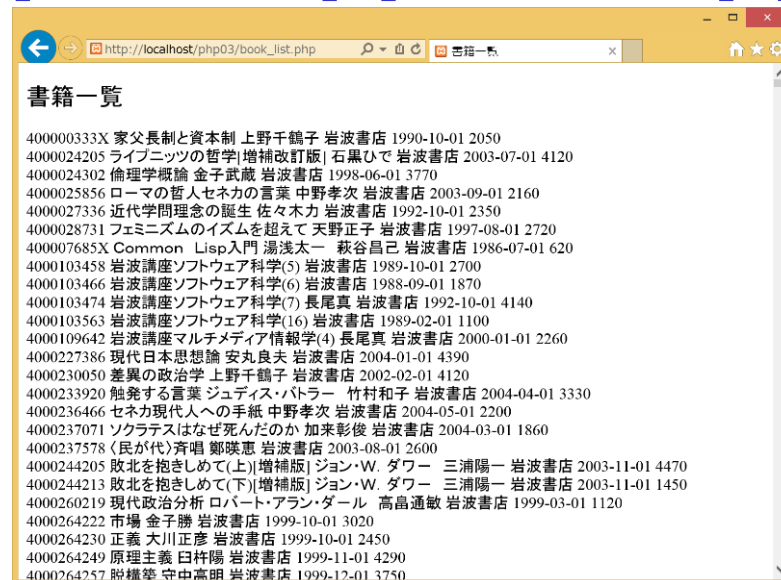 http://localhost/php03/book_list.php
書籍一覧
書籍一覧
400000333X 家父長制と資本制 上野千鶴子 岩波書店 1990-10-01 2050
4000024205 ライプニッツの哲学[増補改訂版] 石黒ひで 岩波書店 2003-07-01 4120
4000024302 倫理学概論 金子武蔵 岩波書店 1998-06-01 3770
4000025856 ローマの哲人セネカの言葉 中野孝次 岩波書店 2003-09-01 2160
4000027336 近代学問理念の誕生 佐々木力 岩波書店 1992-10-01 2350
4000028731 フェミニズムのイズムを超えて 天野正子 岩波書店 1997-08-01 2720
400007685X Common Lisp入門 湯浅太一 萩谷昌己 岩波書店 1986-07-01 620
4000103458 岩波講座ソフトウェア科学(5) 岩波書店 1989-10-01 2700
4000103466 岩波講座ソフトウェア科学(6) 岩波書店 1988-09-01 1870
4000103474 岩波講座ソフトウェア科学(7) 長尾真 岩波書店 1992-10-01 4140
4000103563 岩波講座ソフトウェア科学(16) 岩波書店 1989-02-01 1100
4000109642 岩波講座マルチメディア情報学(4) 長尾真 岩波書店 2000-01-01 2260
4000227386 現代日本思想論 安丸良夫 岩波書店 2004-01-01 4390
4000230050 差異の政治学 上野千鶴子 岩波書店 2002-02-01 4120
4000233920 触発する言葉 ジュディス・バトラー 竹村和子 岩波書店 2004-04-01 3330
4000236466 セネカ現代人への手紙 中野孝次 岩波書店 2004-05-01 2200
4000237071 ソクラテスはなぜ死んだのか 加来彰俊 岩波書店 2004-03-01 1860
4000237578 〈民が代〉斉唱 鄭暎惠 岩波書店 2003-08-01 2600
4000244205 敗北を抱きしめて(上)[増補版] ジョン・W. ダワー 三浦陽一 岩波書店 2003-11-01 4470
4000244213 敗北を抱きしめて(下)[増補版] ジョン・W. ダワー 三浦陽一 岩波書店 2003-11-01 1450
4000260219 現代政治分析 ロバート・アラン・ダール 高畠通敏 岩波書店 1999-03-01 1120
4000264222 市場 金子勝 岩波書店 1999-10-01 3020
4000264230 正義 大川正彦 岩波書店 1999-10-01 2450
4000264249 原理主義 臼杵陽 岩波書店 1999-11-01 4290
4000264257 脱構築 守中高明 岩波書店 1999-12-01 3750